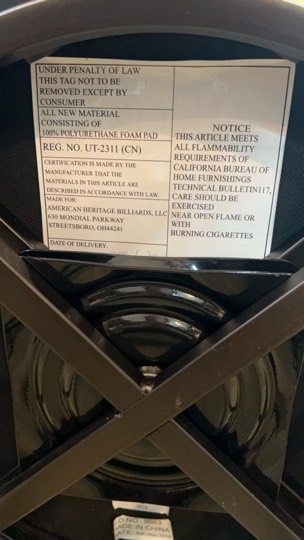 UNDER PENALTY OF LAW
THIS TAG NOT TO BE
REMOVED EXCEPT BY
CONSUMER
ALL NEW MATERIAL
CONSISTING OF
100% POLYURETHANE FOAM PAD
REG. NO. UT-2311 (CN)
CERTIFICATION IS MADE BY THE
MANUFACTURER THAT THE
MATERIALS IN THIS ARTICLE ARE
DESCRIBED IN ACCORDANCE WITH LAW.
MADE FOR:
AMERICAN HERITAGE BILLIARDS, LLC
630 MONDIAL PARKWAY
STREETSBORO, OH44241
DATE OF DELIVERY:
NOTICE
THIS ARTICLE MEETS
ALL FLAMMABILITY
REQUIREMENTS OF
CALIFORNIA BUREAU OF
HOME FURNISHINGS
TECHNICAL BULLETIN117,
CARE SHOULD BE
EXERCISED
NEAR OPEN FLAME OR
WITH
BURNING CIGARETTES
NO
MADE IN CHINA